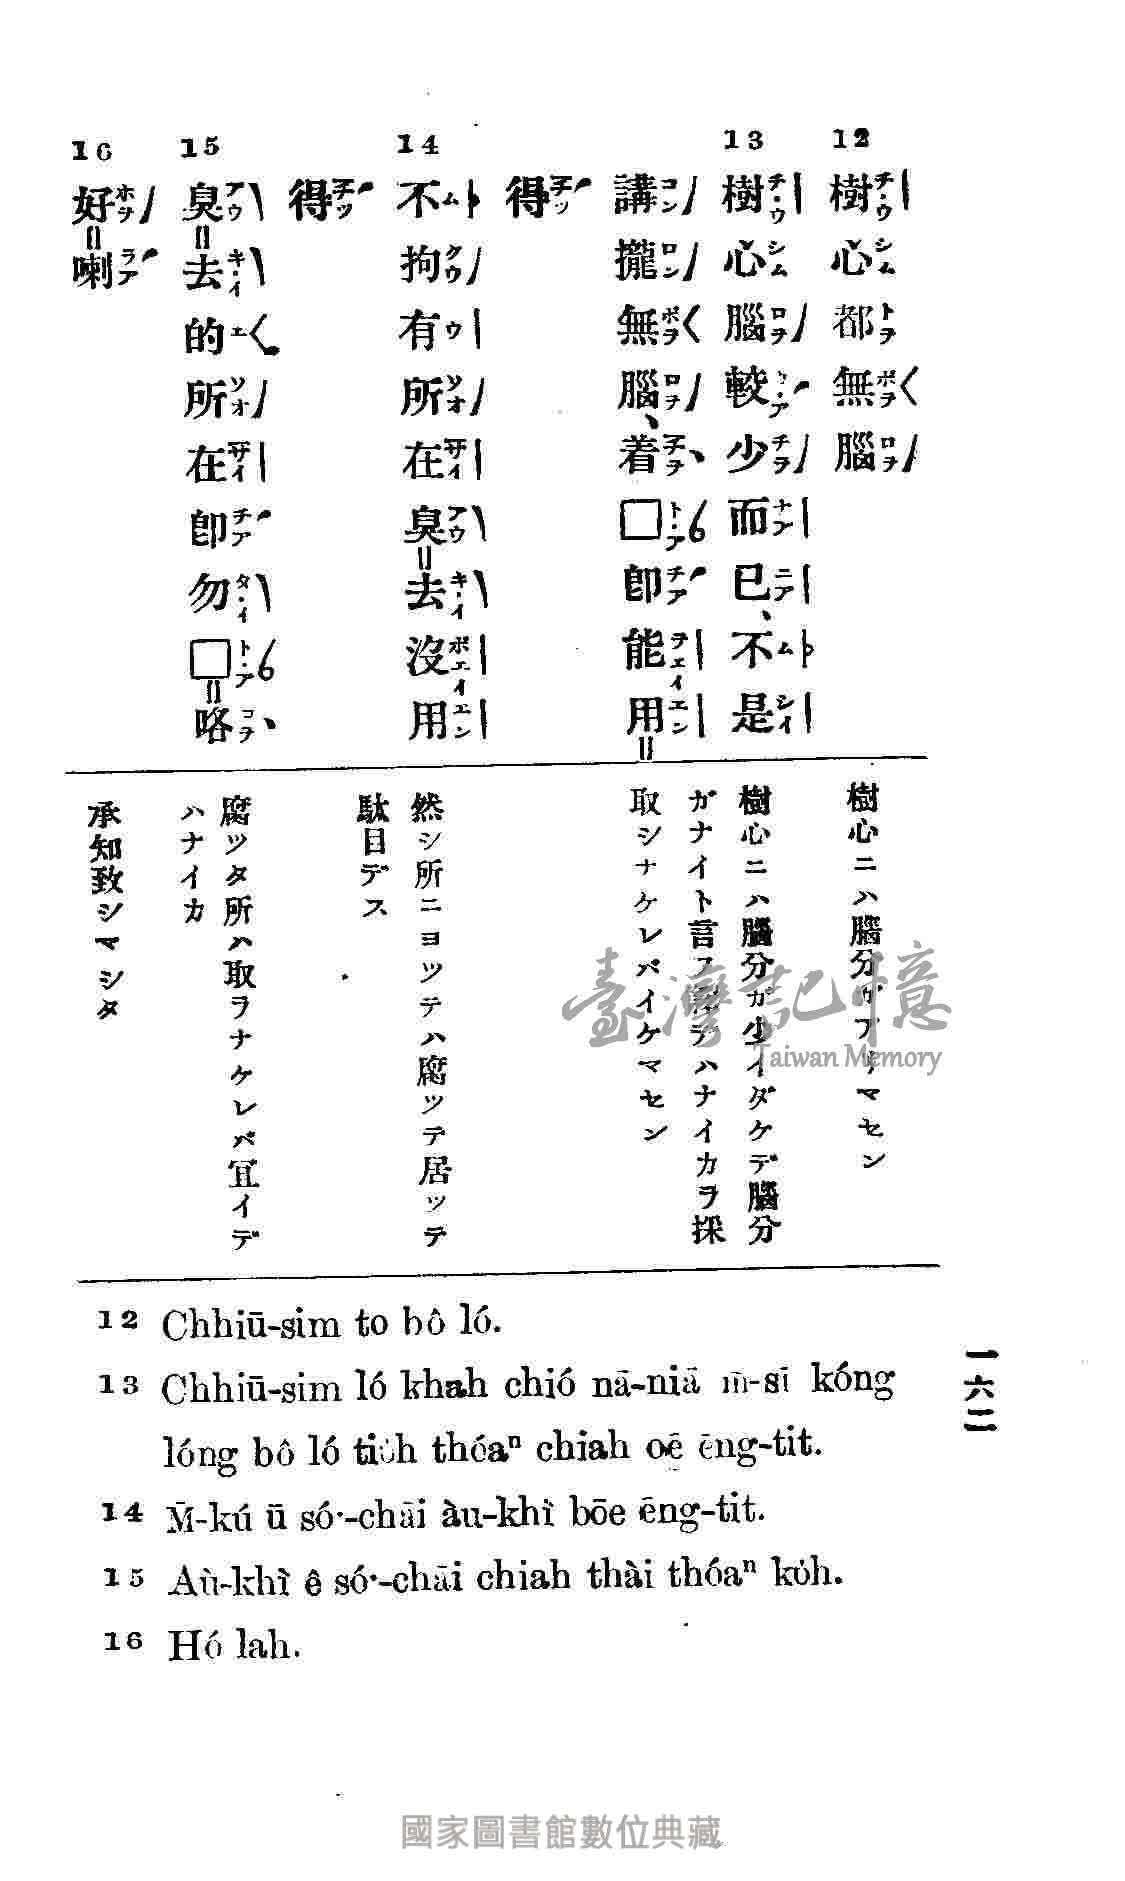 12
樹心都無腦
13
樹心腦較少而已、不是
講攏無腦、着□卽能用
得
14
不拘有所在臭去沒用
得
15
臭去的所在卽勿□咯
16
好喇
樹心ニハ腦分ガアリマセン
樹心ニハ腦分ガ少イダケデ腦分
ガナイト言フ譯デハナイカラ採
取シナケレバイケマセン
然シ所ニヨツテハ腐ツテ居ッテ
駄目デス
腐ツタ所ハ取ラナケレバ宜イデ
ハナイカ
承知致シマシタ
12 Chhiū-sim to bô ló.
13 Chhiū-sim ló khah chió nā-niā m̄-sī kóng
lóng bô ló tio̍h thóaⁿ chiah oē ēng-tit.
14 M̄-kú ū só·-chāi àu-khì bōe ēng-tit.
15 Aù-khì ê só·-chāi chiah thài thóaⁿ ko̍h.
16 Hó lah.
一六二
臺灣記憶
Taiwan Memory
國家圖書館數位典藏